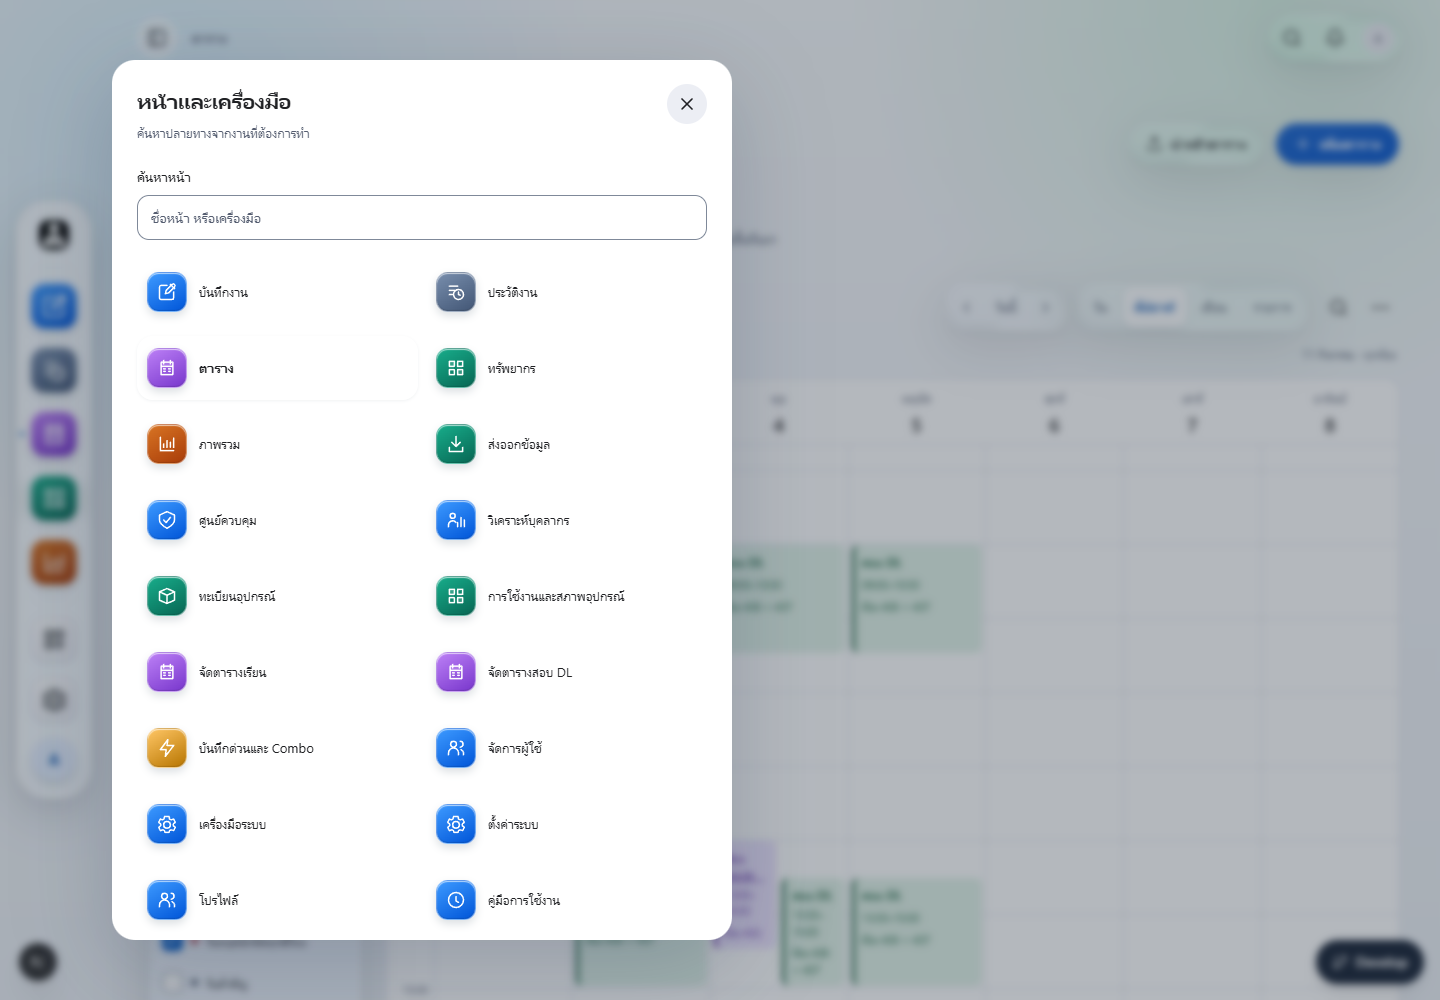 หน้าและเครื่องมือ
ค้นหาปลายทางจากงานที่ต้องการทำ
ค้นหาหน้า
ชื่อหน้า หรือเครื่องมือ
บันทึกงาน
ประวัติงาน
ตาราง
ทรัพยากร
ภาพรวม
ส่งออกข้อมูล
ศูนย์ควบคุม
วิเคราะห์บุคลากร
ทะเบียนอุปกรณ์
การใช้งานและสภาพอุปกรณ์
จัดตารางเรียน
จัดตารางสอบ DL
บันทึกด่วนและ Combo
จัดการผู้ใช้
เครื่องมือระบบ
ตั้งค่าระบบ
โปรไฟล์
คู่มือการใช้งาน
4
5
6
7
8